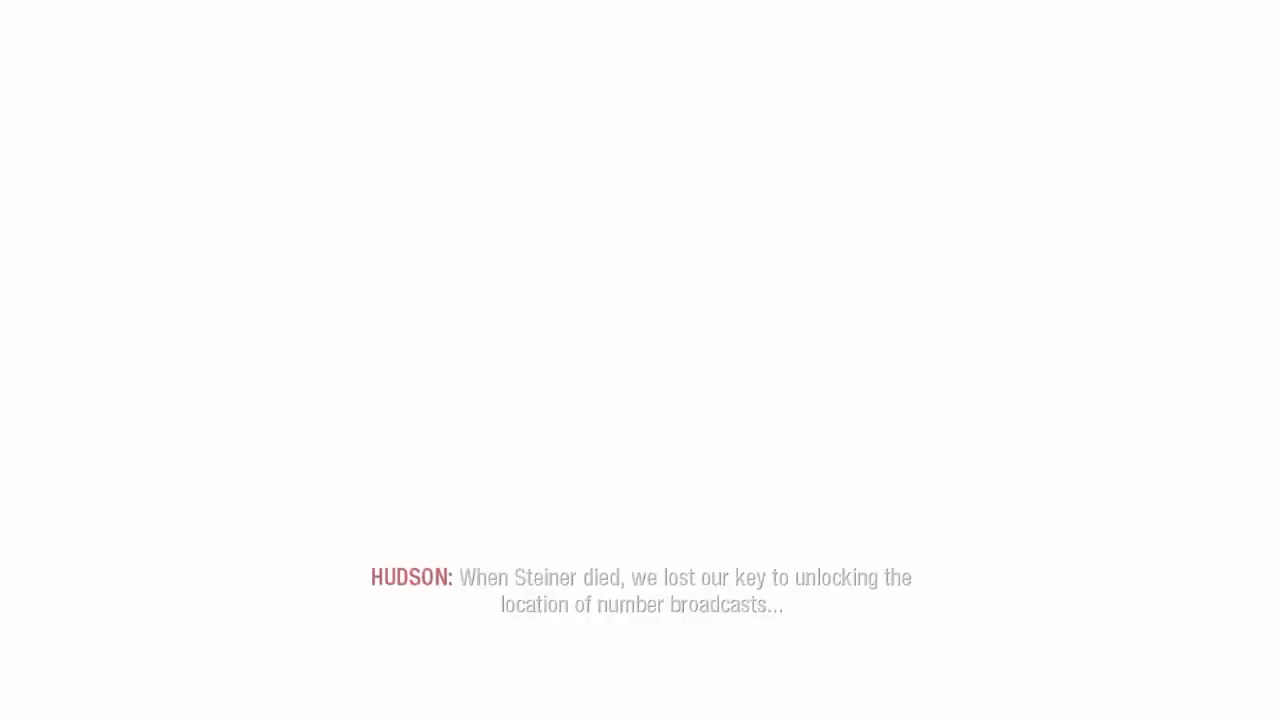 HUDSON: When Steiner died, we lost our key to unlocking the
location of number broadcasts...